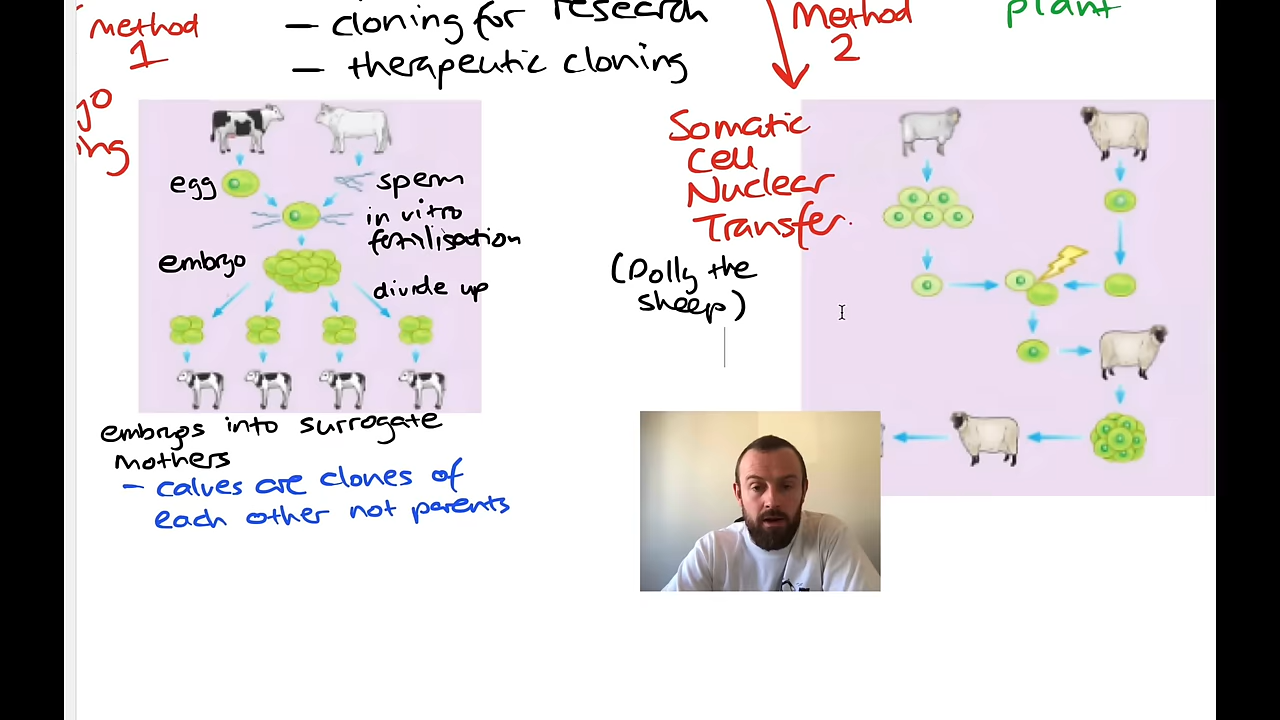 – cloning for research
– therapeutic cloning
Method
1
Method
2
plant
egg
sperm
in vitro
fertilisation
embryo
divide up
embryos into surrogate
mothers
– calves are clones of
each other not parents
Somatic
Cell
Nuclear
Transfer.
(Dolly the
sheep)